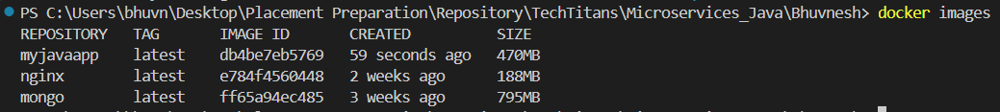 PS C:\Users\bhuvn\Desktop\Placement Preparation\Repository\TechTitans\Microservices_Java\Bhuvnesh> docker images
REPOSITORY TAG IMAGE ID CREATED SIZE
myjavaapp latest db4be7eb5769 59 seconds ago 470MB
nginx latest e784f4560448 2 weeks ago 188MB
mongo latest ff65a94ec485 3 weeks ago 795MB